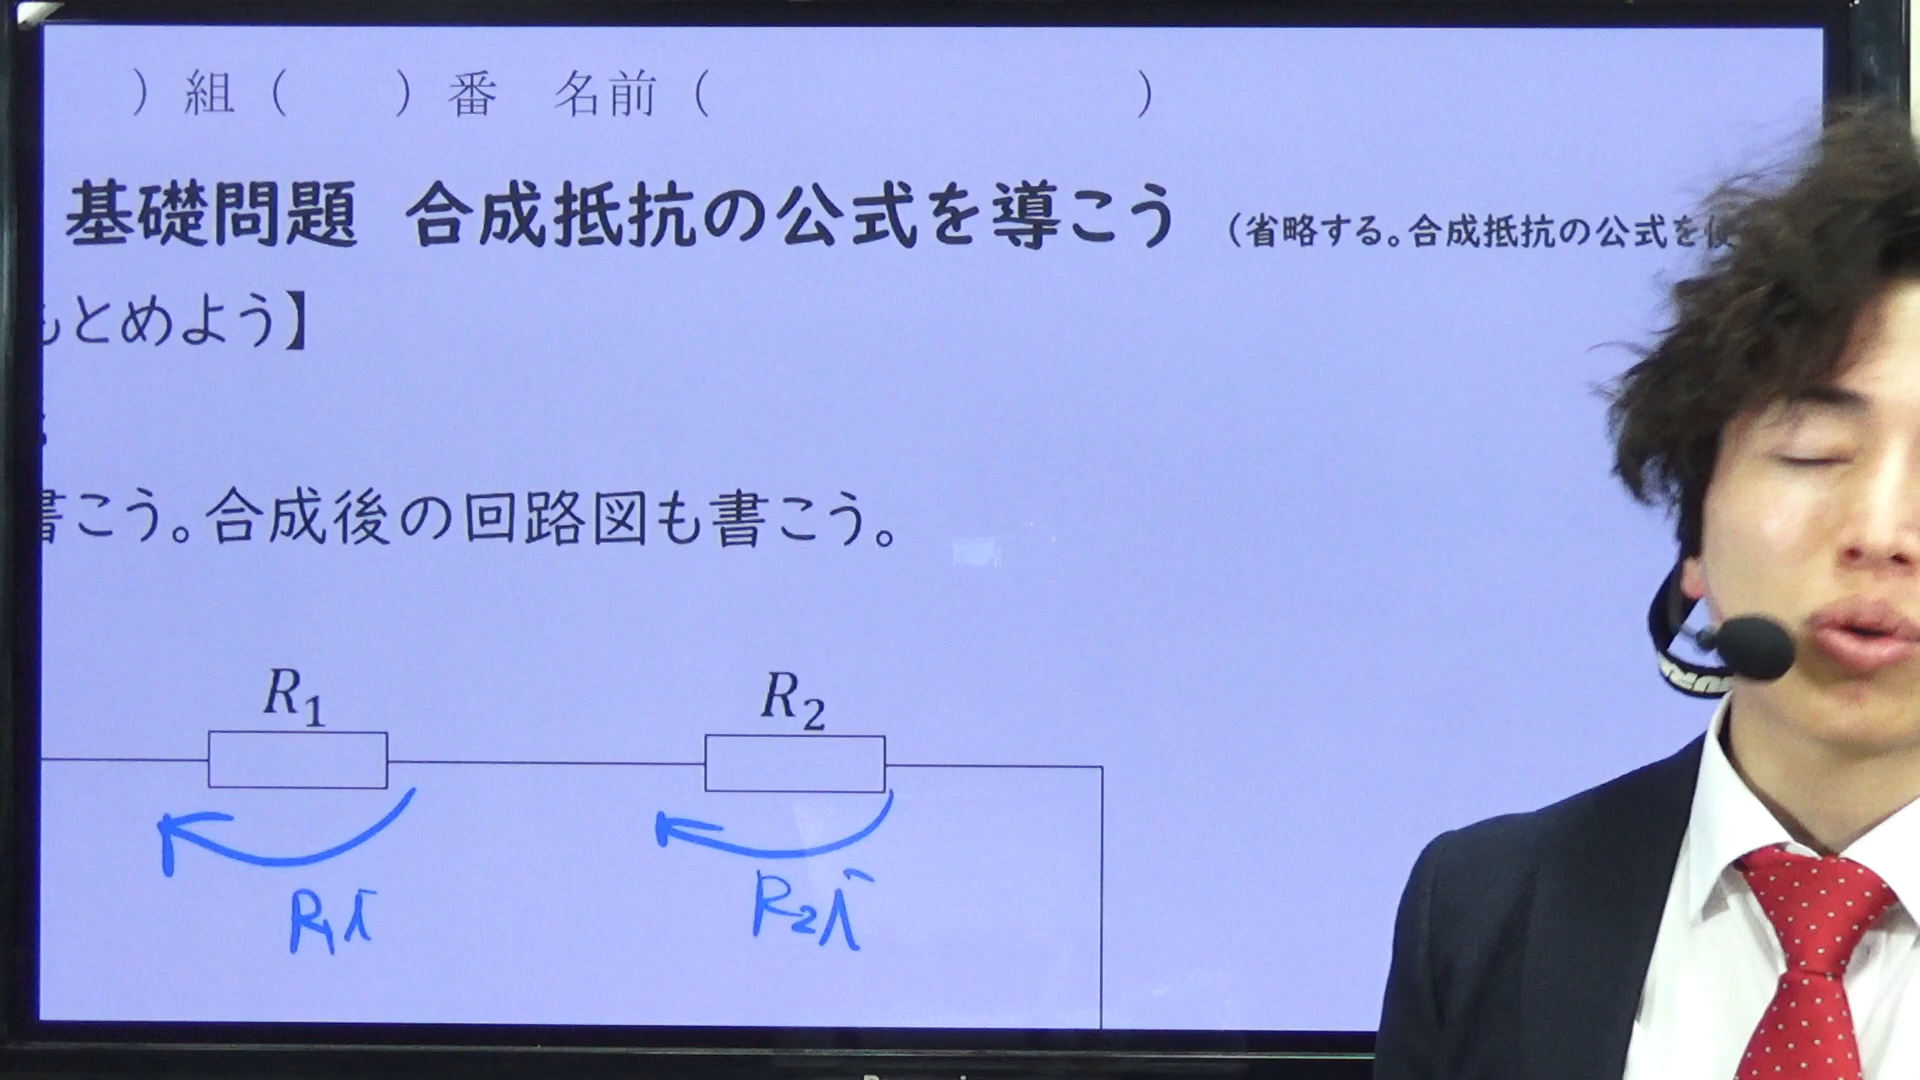 ）組（　　）番　名前（　　　　　　　　）
基礎問題 合成抵抗の公式を導こう （省略する。合成抵抗の公式を
とめよう】
こう。合成後の回路図も書こう。
R₁ R₂
R₁i R₂i